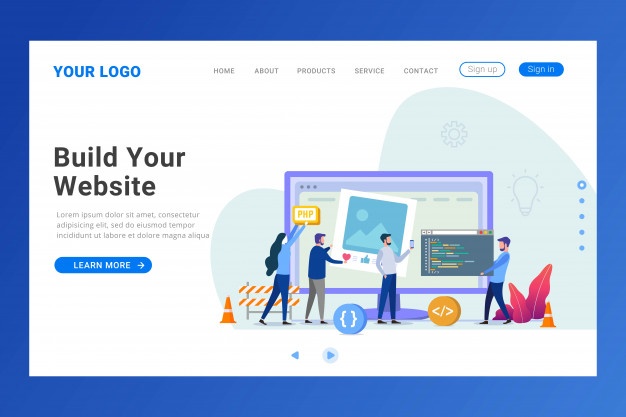 YOUR LOGO
HOME ABOUT PRODUCTS SERVICE CONTACT Sign up Sign in
Build Your
Website
Lorem ipsum dolor sit amet, consectetur
adipiscing elit, sed do eiusmod tempor
incididunt ut labore et dolore magna aliqua.
LEARN MORE →
PHP
{ }
</>